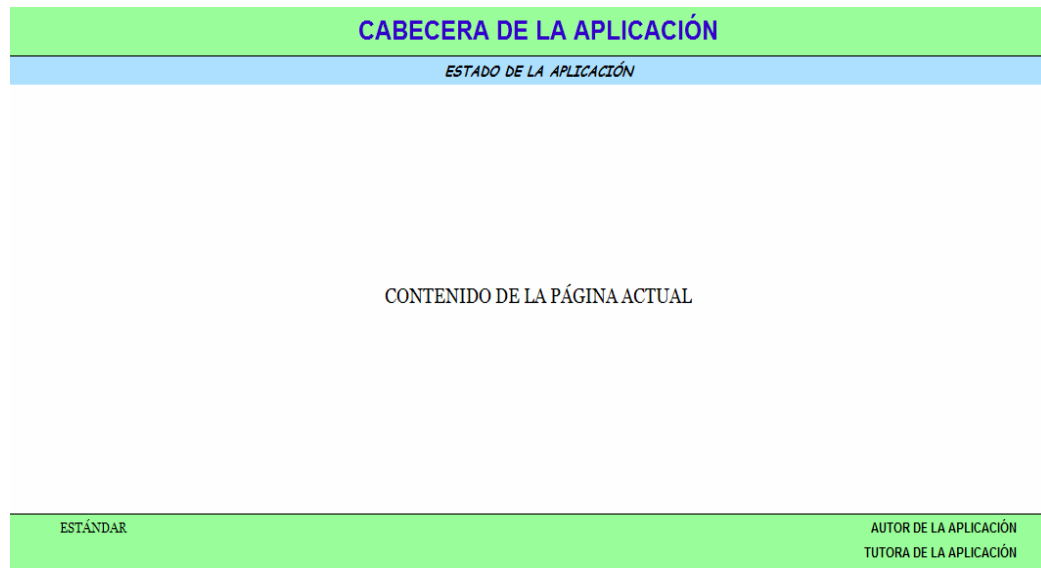 CABECERA DE LA APLICACIÓN
ESTADO DE LA APLICACIÓN
CONTENIDO DE LA PÁGINA ACTUAL
ESTÁNDAR
AUTOR DE LA APLICACIÓN
TUTORA DE LA APLICACIÓN